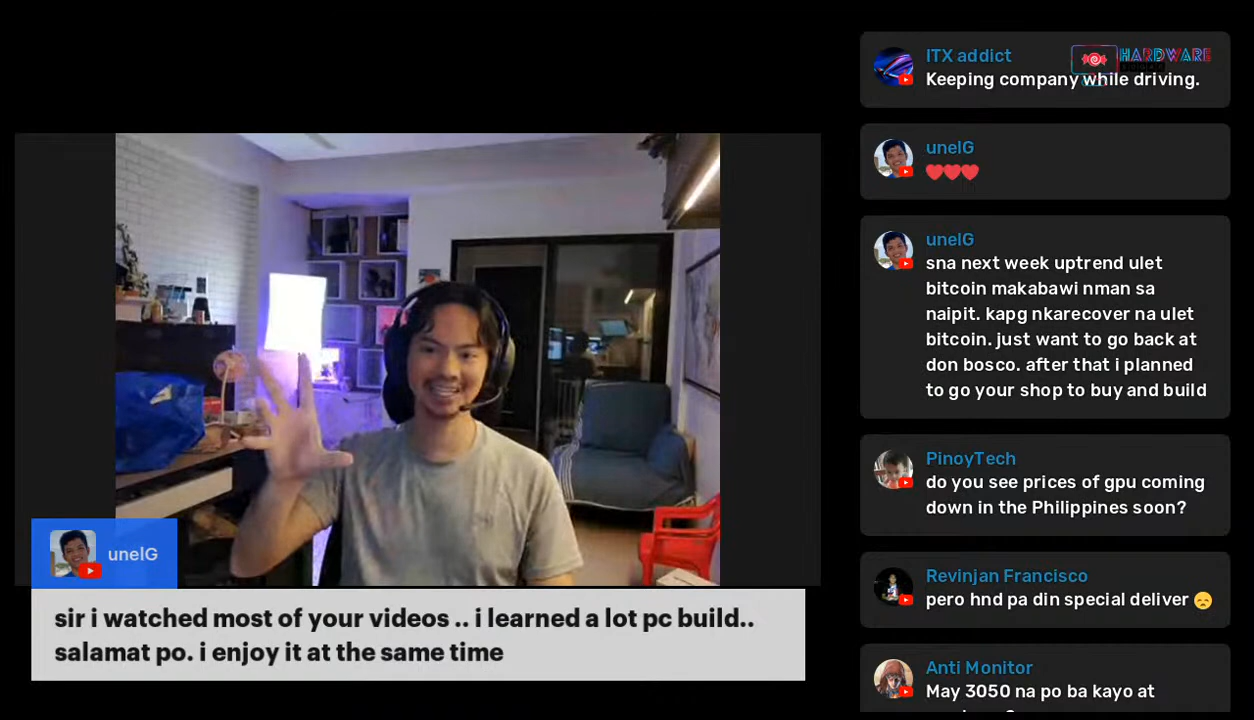 ITX addict
HARDWARE
Keeping company while driving.
unelG
❤️❤️❤️
unelG
sna next week uptrend ulet
bitcoin makabawi nman sa
naipit. kapg nkarecover na ulet
bitcoin. just want to go back at
don bosco. after that i planned
to go your shop to buy and build
PinoyTech
do you see prices of gpu coming
down in the Philippines soon?
Revinjan Francisco
pero hnd pa din special deliver 😞
Anti Monitor
May 3050 na po ba kayo at
unelG
sir i watched most of your videos .. i learned a lot pc build..
salamat po. i enjoy it at the same time